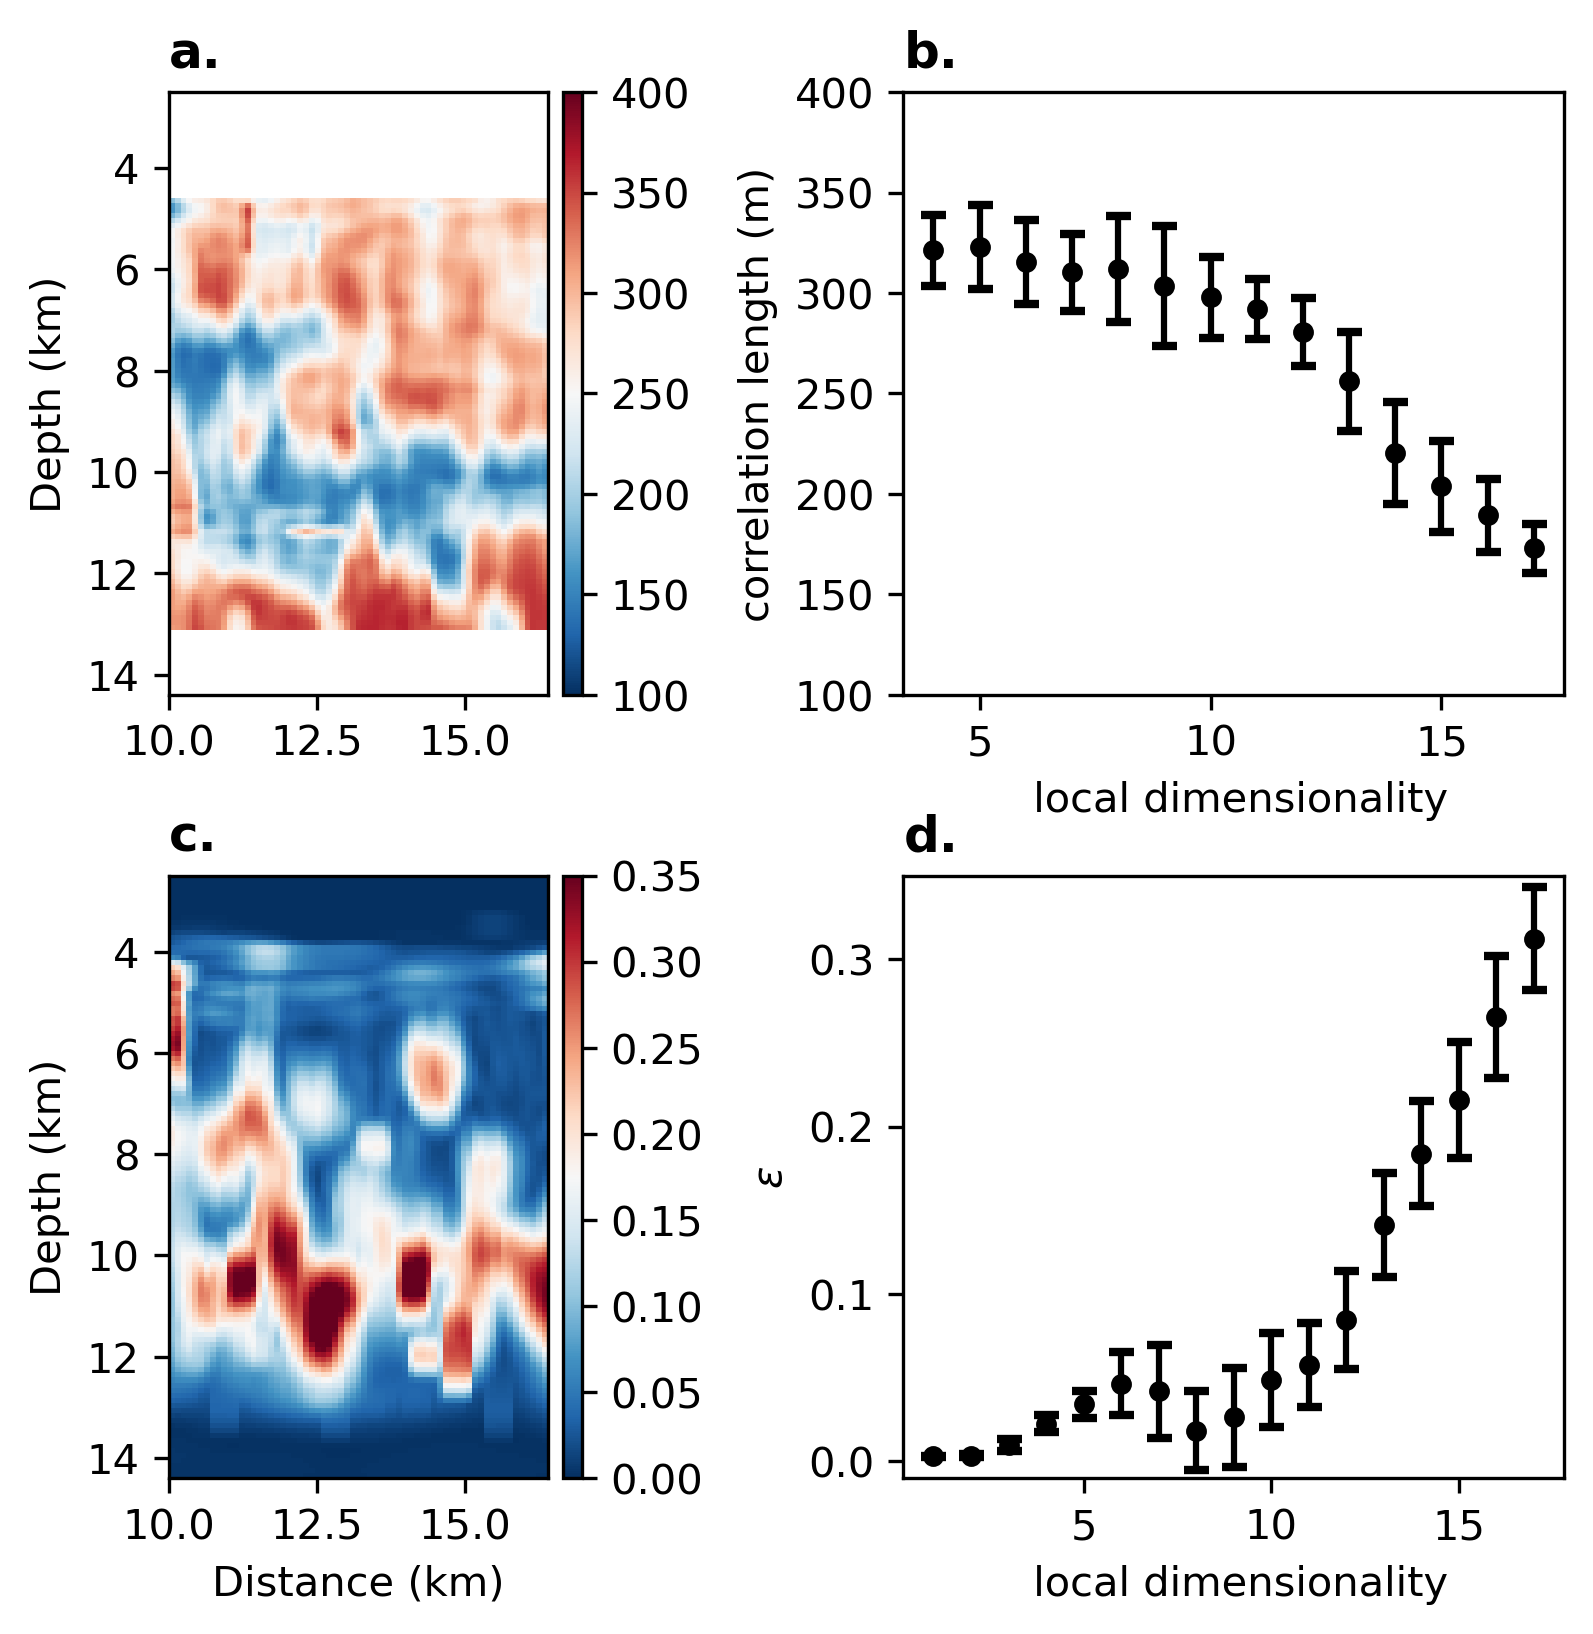 a.
4
6
8
10
12
14
Depth (km)
10.0 12.5 15.0
400
350
300
250
200
150
100
b.
400
350
300
250
200
150
100
correlation length (m)
5 10 15
local dimensionality
c.
4
6
8
10
12
14
Depth (km)
10.0 12.5 15.0
Distance (km)
0.35
0.30
0.25
0.20
0.15
0.10
0.05
0.00
d.
0.3
0.2
0.1
0.0
ε
5 10 15
local dimensionality